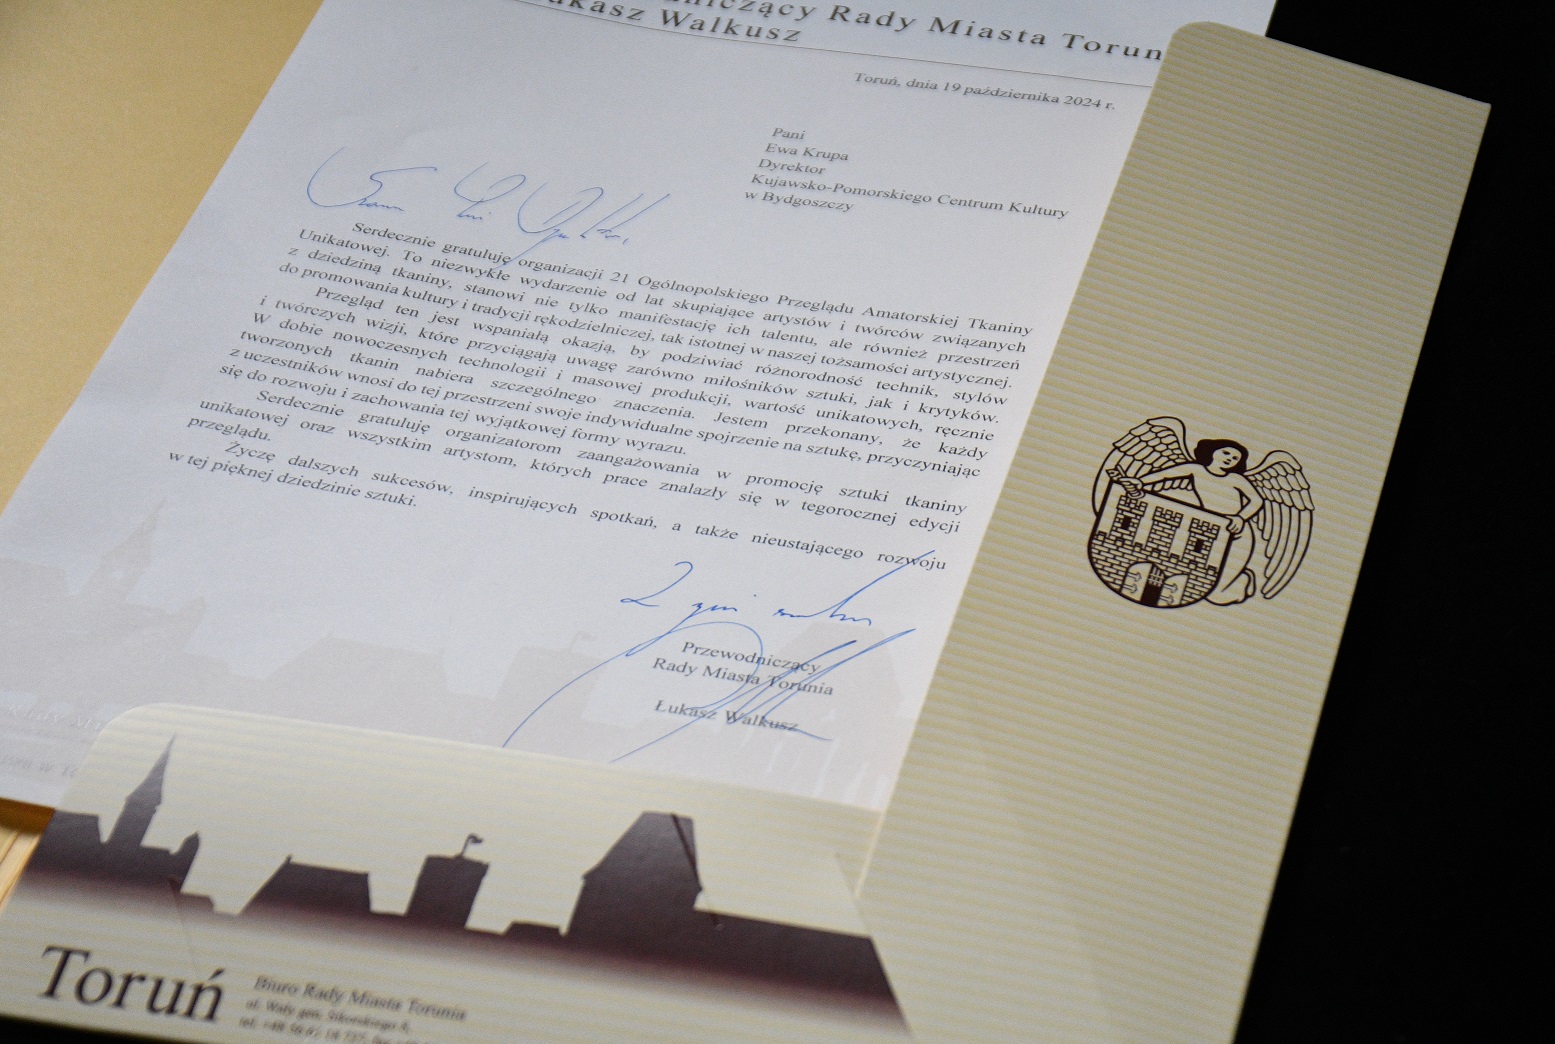 Rady Miasta Torun
Walkusz
Toruń, dnia 19 października 2024 r.
Pani
Ewa Krupa
Dyrektor
Kujawsko-Pomorskiego Centrum Kultury
w Bydgoszczy
Serdecznie gratuluję organizacji 21 Ogólnopolskiego Przeglądu Amatorskiej Tkaniny
Unikatowej. To niezwykłe wydarzenie od lat skupiające artystów i twórców związanych
z dziedziną tkaniny, stanowi nie tylko manifestację ich talentu, ale również przestrzeń
do promowania kultury i tradycji rękodzielniczej, tak istotnej w naszej tożsamości artystycznej.
Przegląd ten jest wspaniałą okazją, by podziwiać różnorodność technik, stylów
i twórczych wizji, które przyciągają uwagę zarówno miłośników sztuki, jak i krytyków.
W dobie nowoczesnych technologii i masowej produkcji, wartość unikatowych, ręcznie
tworzonych tkanin nabiera szczególnego znaczenia. Jestem przekonany, że każdy
z uczestników wnosi do tej przestrzeni swoje indywidualne spojrzenie na sztukę, przyczyniając
się do rozwoju i zachowania tej wyjątkowej formy wyrazu.
Serdecznie gratuluję organizatorom zaangażowania w promocję sztuki tkaniny
unikatowej oraz wszystkim artystom, których prace znalazły się w tegorocznej edycji
przeglądu.
Życzę dalszych sukcesów, inspirujących spotkań, a także nieustającego rozwoju
w tej pięknej dziedzinie sztuki.
Przewodniczący
Rady Miasta Torunia
Łukasz Walkusz
Toruń
Biuro Rady Miasta Torunia
ul. Wały gen. Sikorskiego 8,